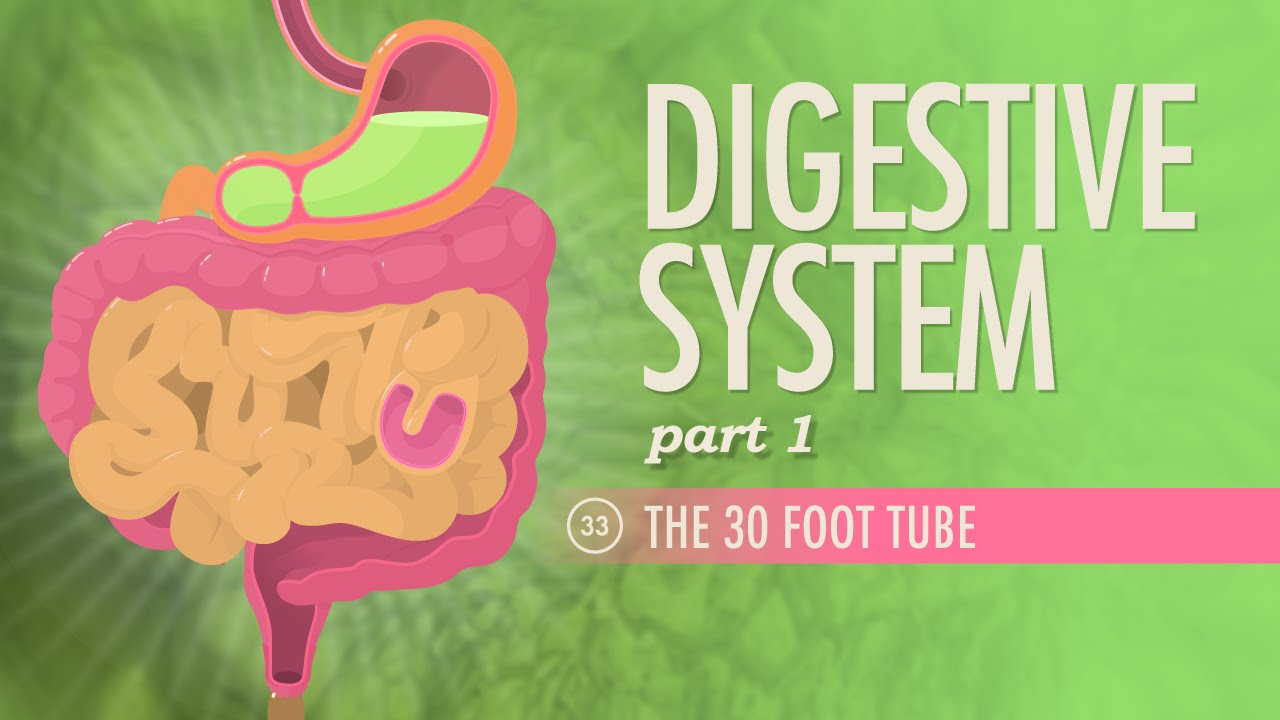 DIGESTIVE
SYSTEM
part 1
33 THE 30 FOOT TUBE